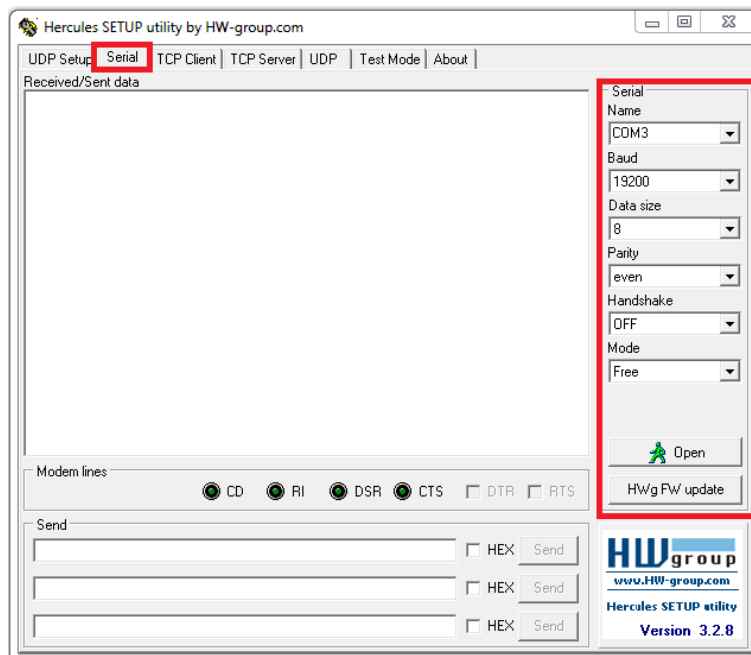 Hercules SETUP utility by HW-group.com
UDP Setup Serial TCP Client TCP Server UDP Test Mode About
Received/Sent data
Serial
Name
COM3
Baud
19200
Data size
8
Parity
even
Handshake
OFF
Mode
Free
Open
HWg FW update
Modem lines
CD RI DSR CTS DTR RTS
Send
HEX Send
HEX Send
HEX Send
HW group
www.HW-group.com
Hercules SETUP utility
Version 3.2.8